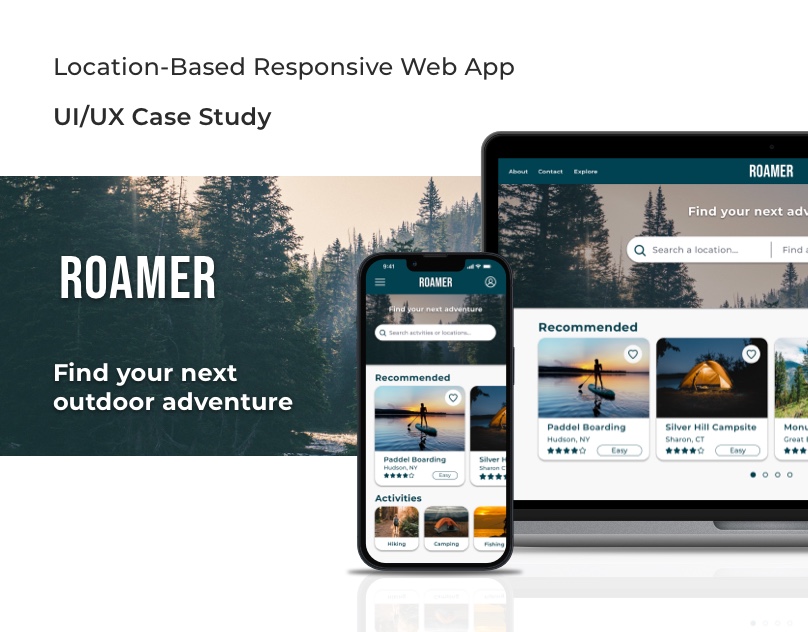 Location-Based Responsive Web App
UI/UX Case Study
ROAMER
Find your next
outdoor adventure
9:41
ROAMER
Find your next adventure
Search activities or locations...
Recommended
Paddel Boarding
Hudson, NY
Easy
Silver H
Sharon C
Activities
Hiking
Camping
Fishing
About Contact Explore
ROAMER
Find your next adv
Search a location...
Find a
Recommended
Paddel Boarding
Hudson, NY
Easy
Silver Hill Campsite
Sharon, CT
Easy
Monu
Great